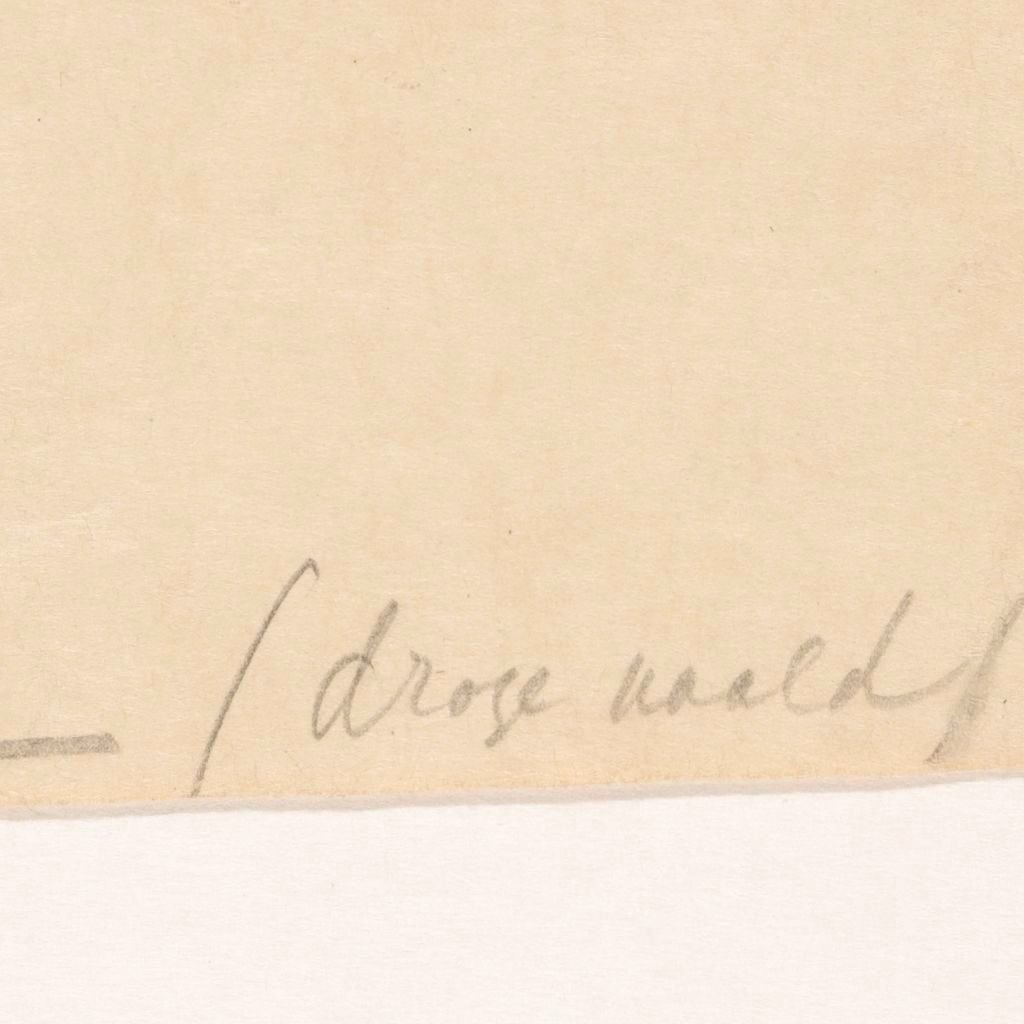 — (droge naald)